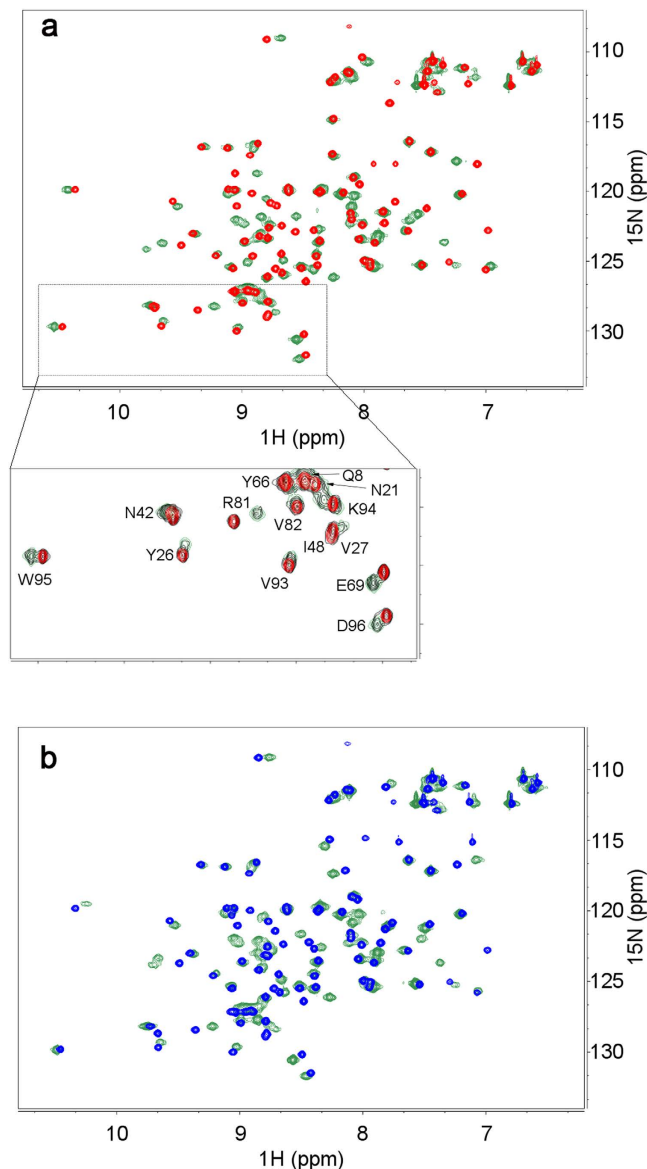 a
110
115
120
125
130
15N (ppm)
10
9
8
7
1H (ppm)
Q8
Y66
N21
R81
N42
K94
V82
I48
V27
Y26
V93
W95
E69
D96
b
110
115
120
125
130
15N (ppm)
10
9
8
7
1H (ppm)